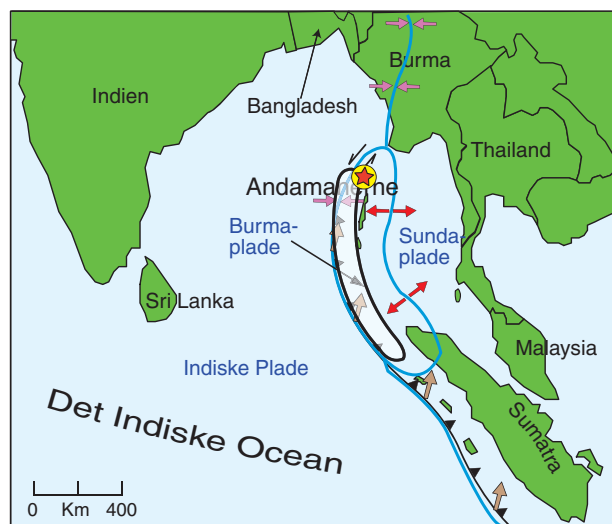 Burma
Indien
Bangladesh
Thailand
Andamanerne
Burma-
plade
Sunda-
plade
Sri Lanka
Malaysia
Indiske Plade
Sumatra
Det Indiske Ocean
0 Km 400